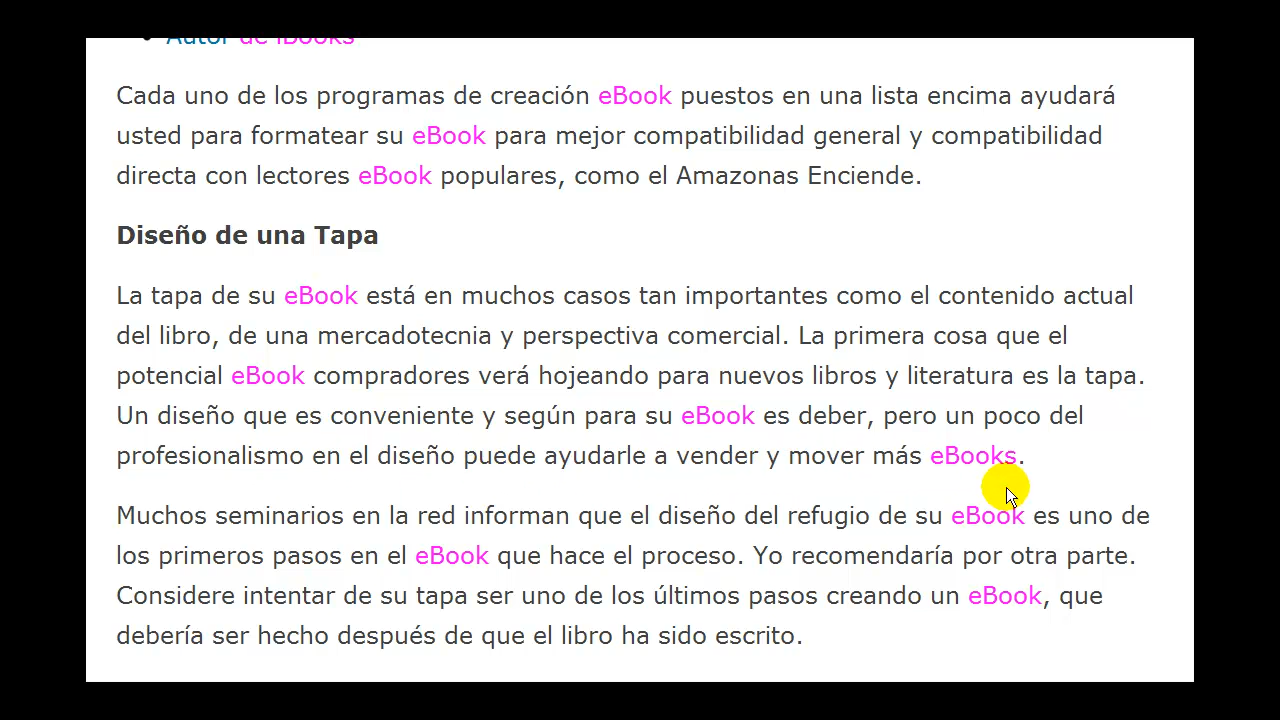 Autor de iBooks
Cada uno de los programas de creación eBook puestos en una lista encima ayudará
usted para formatear su eBook para mejor compatibilidad general y compatibilidad
directa con lectores eBook populares, como el Amazonas Enciende.
Diseño de una Tapa
La tapa de su eBook está en muchos casos tan importantes como el contenido actual
del libro, de una mercadotecnia y perspectiva comercial. La primera cosa que el
potencial eBook compradores verá hojeando para nuevos libros y literatura es la tapa.
Un diseño que es conveniente y según para su eBook es deber, pero un poco del
profesionalismo en el diseño puede ayudarle a vender y mover más eBooks.
Muchos seminarios en la red informan que el diseño del refugio de su eBook es uno de
los primeros pasos en el eBook que hace el proceso. Yo recomendaría por otra parte.
Considere intentar de su tapa ser uno de los últimos pasos creando un eBook, que
debería ser hecho después de que el libro ha sido escrito.